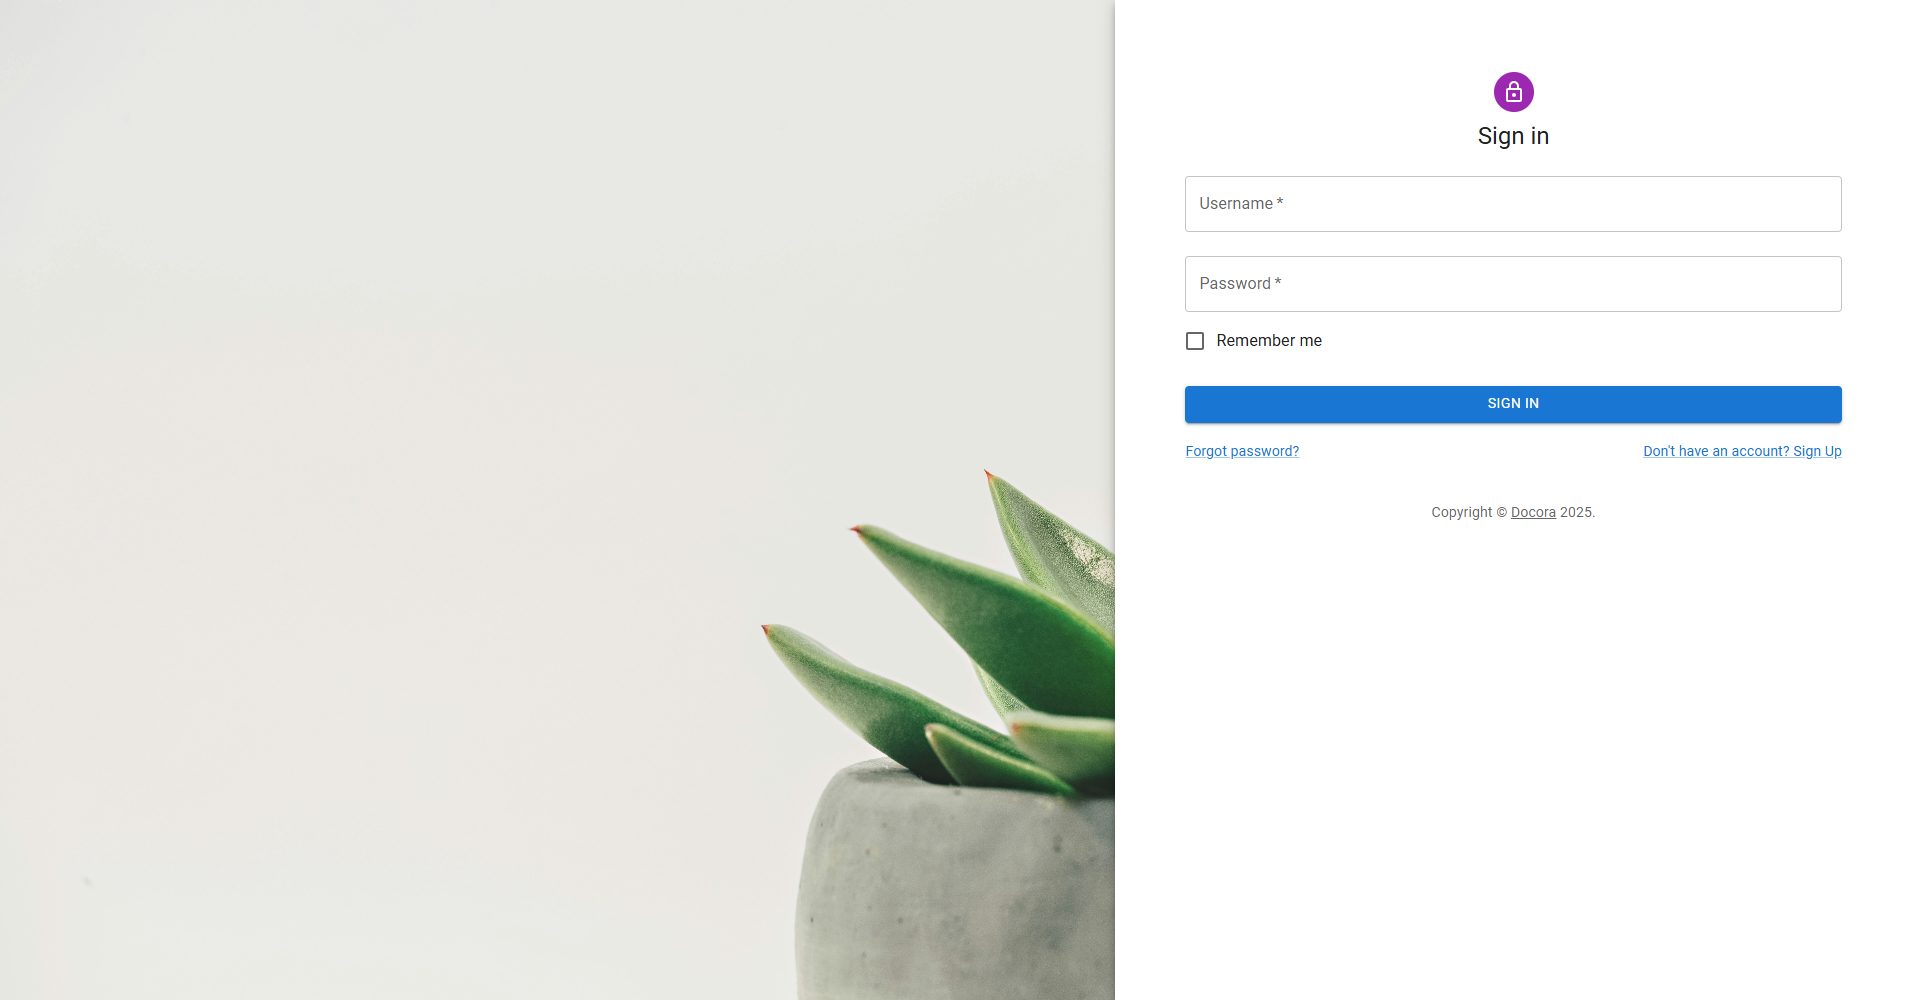 Sign in
Username *
Password *
Remember me
SIGN IN
Forgot password?
Don't have an account? Sign Up
Copyright © Docora 2025.